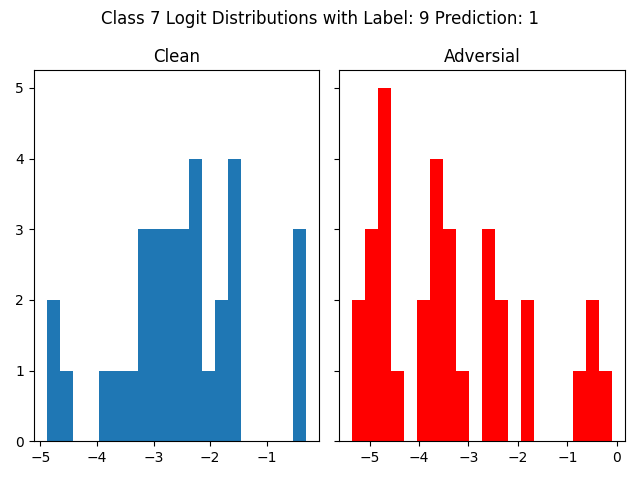 Class 7 Logit Distributions with Label: 9 Prediction: 1
Clean
Adversial
5
4
3
2
1
0
−5 −4 −3 −2 −1
−5 −4 −3 −2 −1 0